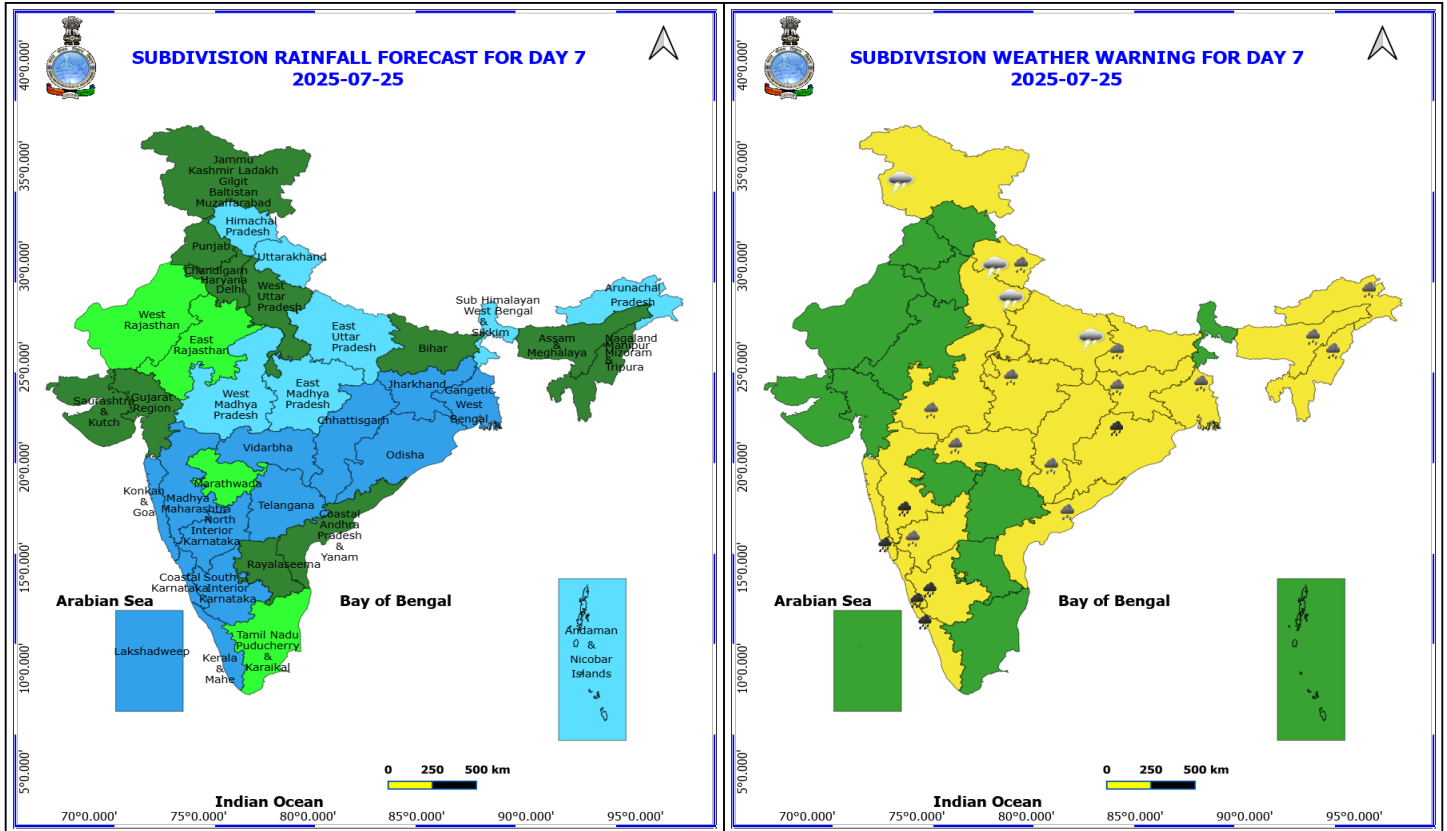 SUBDIVISION RAINFALL FORECAST FOR DAY 7
2025-07-25
40°0.000'
35°0.000'
30°0.000'
25°0.000'
20°0.000'
15°0.000'
10°0.000'
5°0.000'
Jammu
Kashmir Ladakh
Gilgit
Baltistan
Muzaffarabad
Himachal
Pradesh
Punjab
Uttarakhand
Chandigarh
Haryana
Delhi
West
Uttar
Pradesh
Arunachal
Pradesh
Sub Himalayan
West Bengal
&
Sikkim
West
Rajasthan
East
Rajasthan
East
Uttar
Pradesh
Bihar
Assam
&
Meghalaya
Nagaland
Manipur
Mizoram
&
Tripura
Saurashtra
&
Kutch
Gujarat
Region
West
Madhya
Pradesh
East
Madhya
Pradesh
Jharkhand
Gangetic
West
Bengal
Chhattisgarh
Vidarbha
Odisha
Marathwada
Konkan
&
Goa
Madhya
Maharashtra
North
Interior
Karnataka
Telangana
Coastal
Andhra
Pradesh
&
Yanam
Rayalaseema
Coastal
Karnataka
South
Interior
Karnataka
Arabian Sea
Bay of Bengal
Lakshadweep
Kerala
&
Mahe
Tamil Nadu
Puducherry
&
Karaikal
Andaman
&
Nicobar
Islands
0 250 500 km
Indian Ocean
70°0.000' 75°0.000' 80°0.000' 85°0.000' 90°0.000' 95°0.000'
SUBDIVISION WEATHER WARNING FOR DAY 7
2025-07-25
40°0.000'
35°0.000'
30°0.000'
25°0.000'
20°0.000'
15°0.000'
10°0.000'
5°0.000'
Arabian Sea
Bay of Bengal
0 250 500 km
Indian Ocean
70°0.000' 75°0.000' 80°0.000' 85°0.000' 90°0.000' 95°0.000'